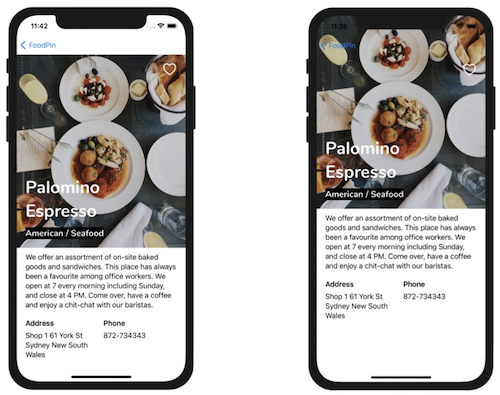 11:42
FoodPin
Palomino
Espresso
American / Seafood
We offer an assortment of on-site baked
goods and sandwiches. This place has always
been a favourite among office workers. We
open at 7 every morning including Sunday,
and close at 4 PM. Come over, have a coffee
and enjoy a chit-chat with our baristas.
Address
Phone
Shop 1 61 York St
872-734343
Sydney New South
Wales
11:36
FoodPin
Palomino
Espresso
American / Seafood
We offer an assortment of on-site baked
goods and sandwiches. This place has always
been a favourite among office workers. We
open at 7 every morning including Sunday,
and close at 4 PM. Come over, have a coffee
and enjoy a chit-chat with our baristas.
Address
Phone
Shop 1 61 York St
872-734343
Sydney New South
Wales